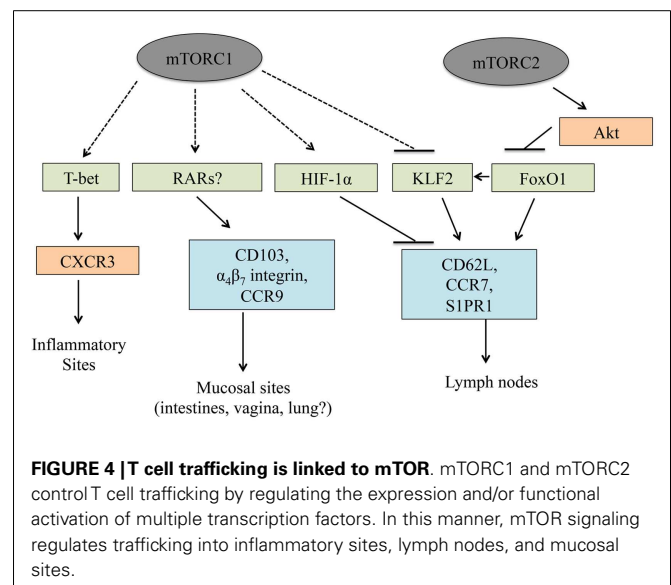 mTORC1
mTORC2
Akt
T-bet
RARs?
HIF-1α
KLF2
FoxO1
CXCR3
CD103,
α₄β₇ integrin,
CCR9
CD62L,
CCR7,
S1PR1
Inflammatory
Sites
Mucosal sites
(intestines, vagina, lung?)
Lymph nodes
FIGURE 4 | T cell trafficking is linked to mTOR. mTORC1 and mTORC2
control T cell trafficking by regulating the expression and/or functional
activation of multiple transcription factors. In this manner, mTOR signaling
regulates trafficking into inflammatory sites, lymph nodes, and mucosal
sites.